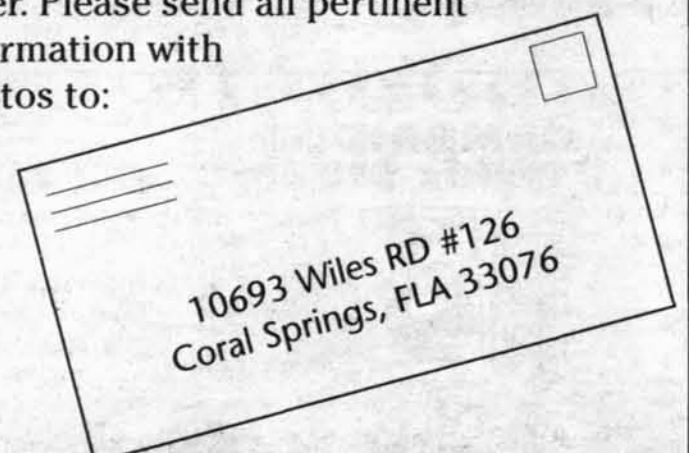 er. Please send all pertinent
rmation with
tos to:
10693 Wiles RD #126
Coral Springs, FLA 33076